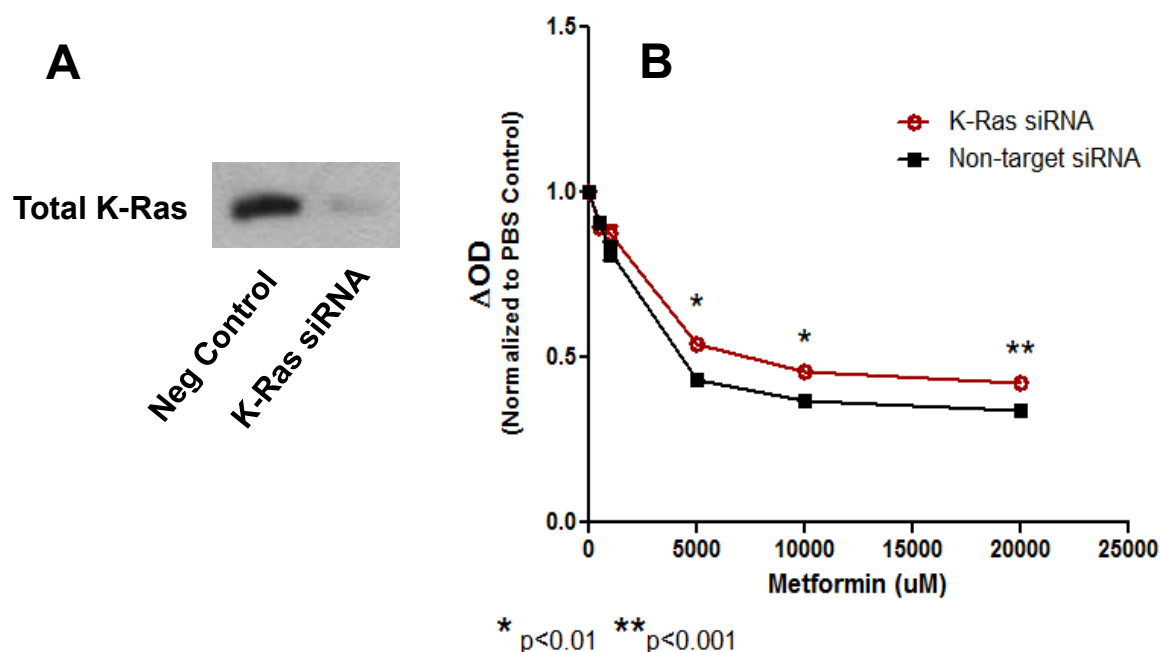 A
Total K-Ras
Neg Control
K-Ras siRNA
B
K-Ras siRNA
Non-target siRNA
ΔOD
(Normalized to PBS Control)
1.5
1.0
0.5
0.0
* * **
0 5000 10000 15000 20000 25000
Metformin (uM)
* p<0.01 ** p<0.001